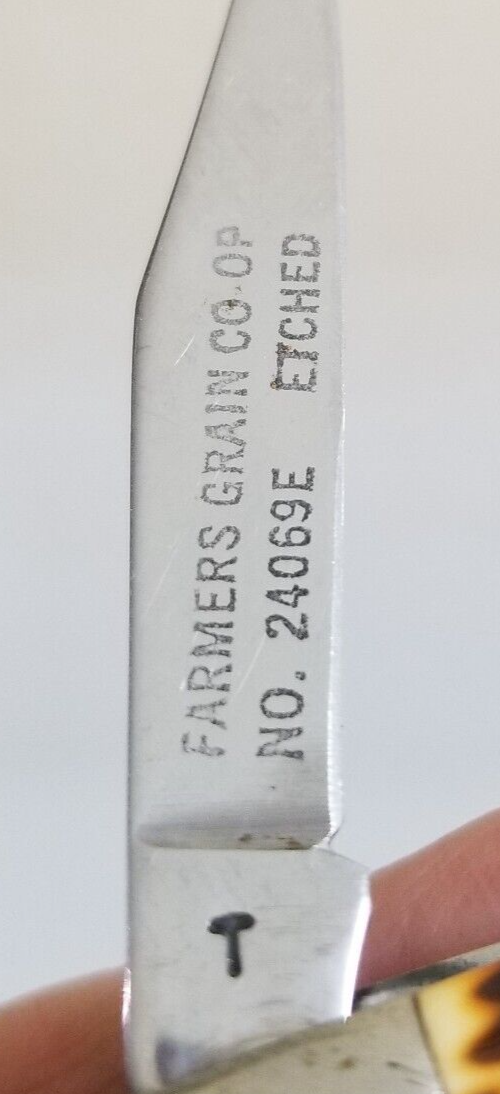 FARMERS GRAIN CO-OP
NO. 24069E ETCHED
T